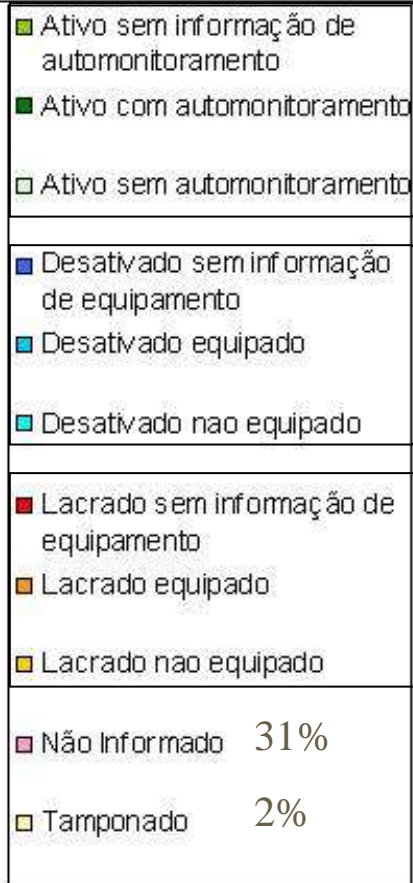 Ativo sem informação de
automonitoramento
Ativo com automonitoramento
Ativo sem automonitoramento
Desativado sem informação
de equipamento
Desativado equipado
Desativado nao equipado
Lacrado sem informação de
equipamento
Lacrado equipado
Lacrado nao equipado
Não Informado 31%
Tamponado 2%